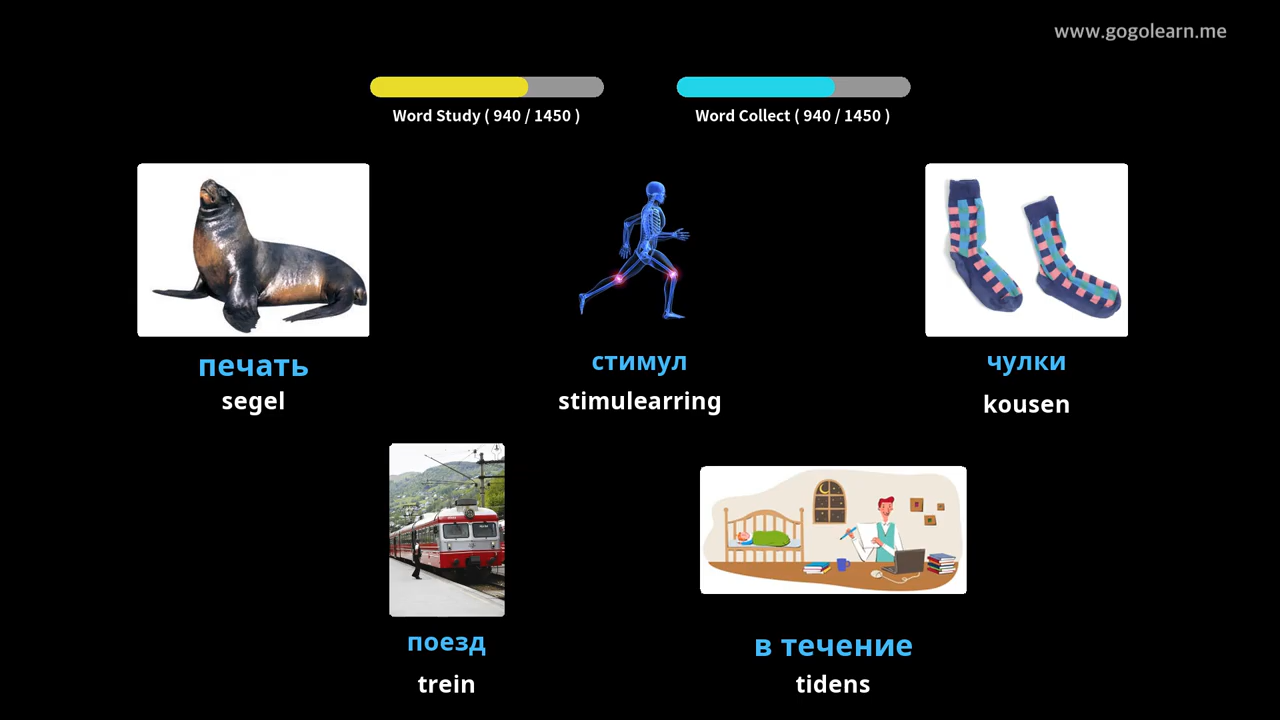 www.gogolearn.me
Word Study ( 940 / 1450 )
Word Collect ( 940 / 1450 )
печать
segel
стимул
stimulearring
чулки
kousen
поезд
trein
в течение
tidens